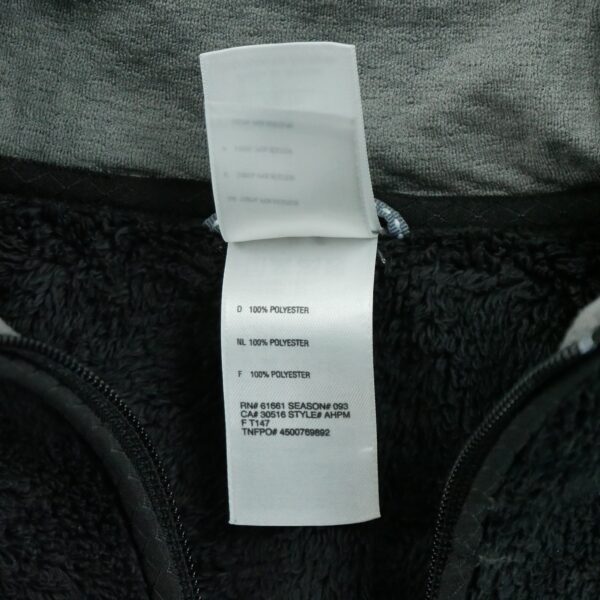 D 100% POLYESTER
NL 100% POLYESTER
F 100% POLYESTER
RN# 61661 SEASON# 093
CA# 30516 STYLE# AHPM
F T147
TNFPO# 4500769892